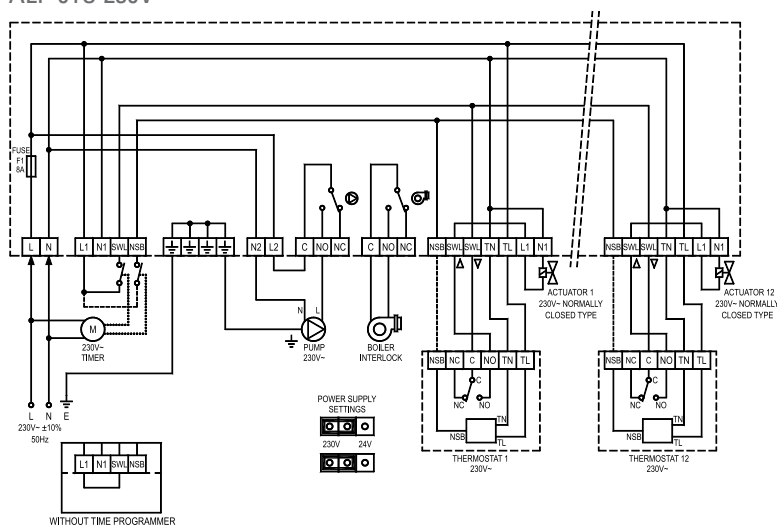 FUSE
F1
8A
L N L1 N1 SWL NSB N2 L2 C NO NC C NO NC NSB SWL SWL TN TL L1 N1 NSB SWL SWL TN TL L1 N1
M
230V~
TIMER
N L
PUMP
230V~
BOILER
INTERLOCK
ACTUATOR 1
230V~ NORMALLY
CLOSED TYPE
ACTUATOR 12
230V~ NORMALLY
CLOSED TYPE
NSB NC C NO TN TL
C
NC NO
TN
NSB
TL
THERMOSTAT 1
230V~
NSB NC C NO TN TL
C
NC NO
TN
NSB
TL
THERMOSTAT 12
230V~
L N E
230V~ ±10%
50Hz
POWER SUPPLY
SETTINGS
230V 24V
L1 N1 SWL NSB
WITHOUT TIME PROGRAMMER